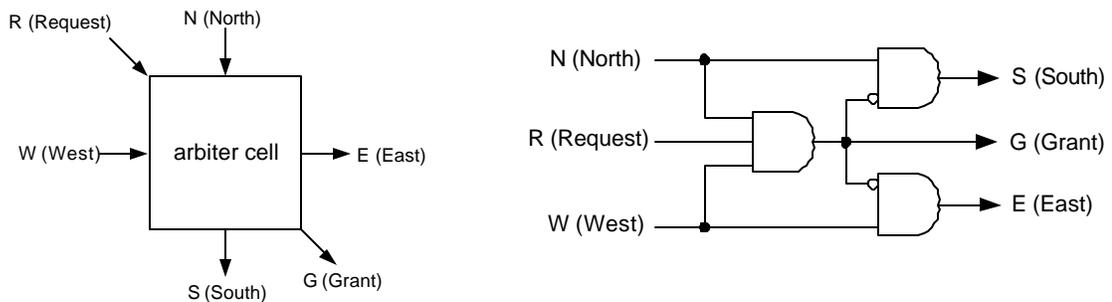 R (Request)
N (North)
W (West)
arbiter cell
E (East)
S (South)
G (Grant)
N (North)
R (Request)
W (West)
S (South)
G (Grant)
E (East)